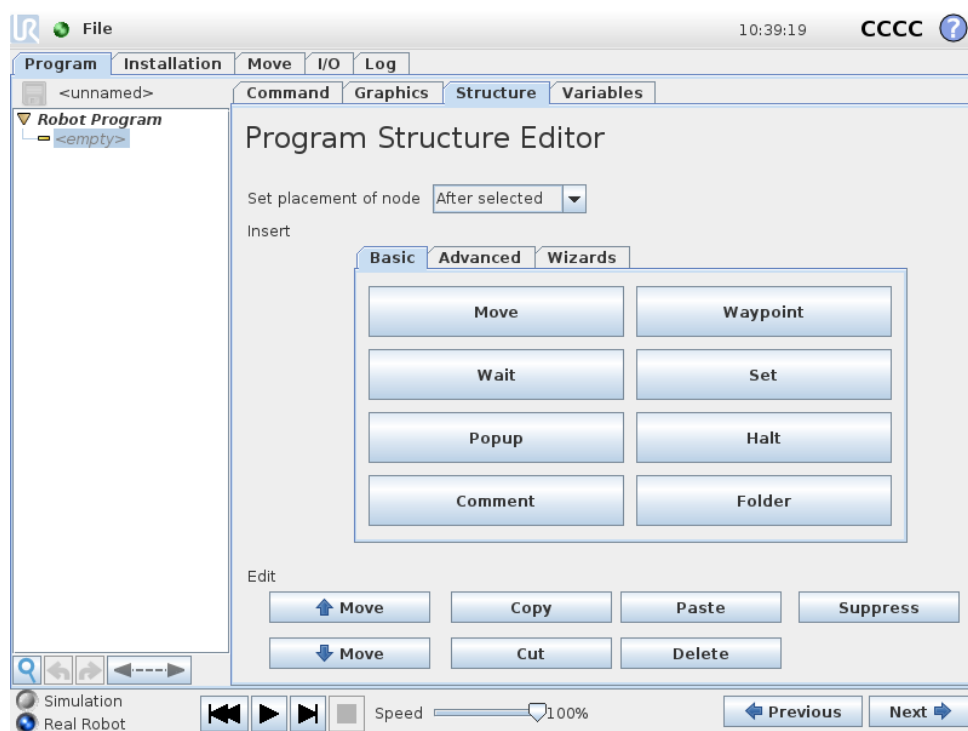 UR File 10:39:19 CCCC ?
Program Installation Move I/O Log
<unnamed> Command Graphics Structure Variables
Robot Program
<empty>
Program Structure Editor
Set placement of node After selected
Insert
Basic Advanced Wizards
Move Waypoint
Wait Set
Popup Halt
Comment Folder
Edit
Move Copy Paste Suppress
Move Cut Delete
Simulation
Real Robot
Speed 100%
Previous Next